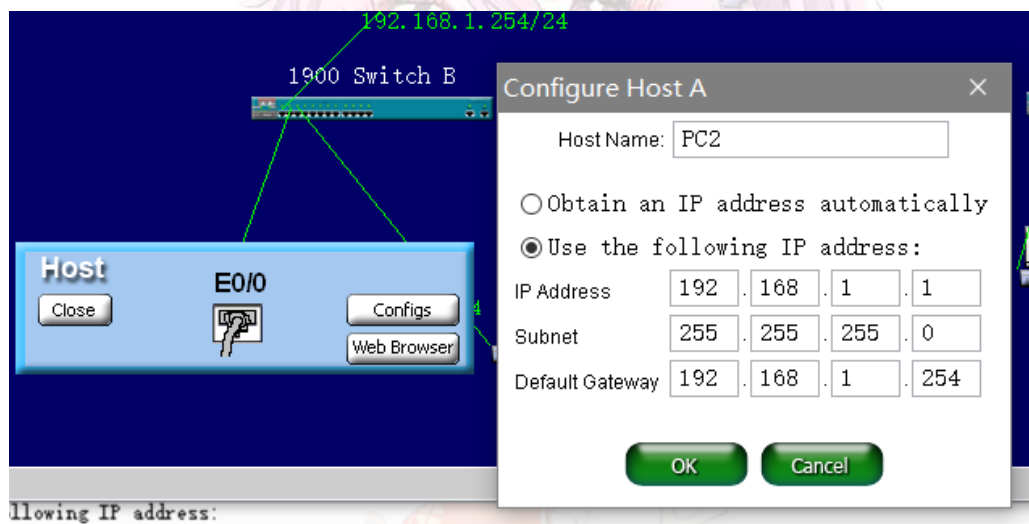 192.168.1.254/24
1900 Switch B
Configure Host A
Host Name: PC2
Obtain an IP address automatically
Use the following IP address:
IP Address 192 . 168 . 1 . 1
Subnet 255 . 255 . 255 . 0
Default Gateway 192 . 168 . 1 . 254
OK Cancel
Host
E0/0
Close
Configs
4
Web Browser
llowing IP address: